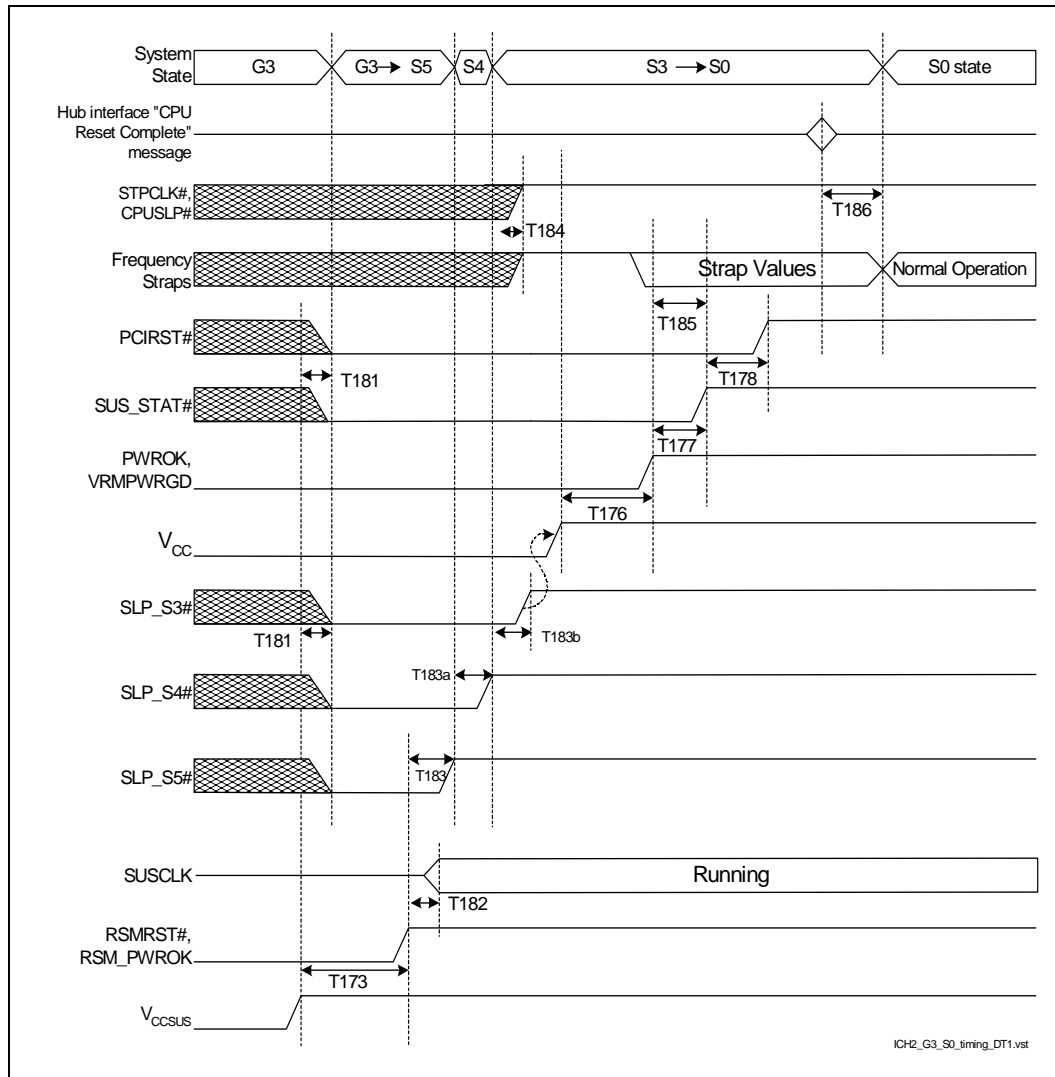 System
State
G3
G3 → S5
S4
S3 → S0
S0 state
Hub interface "CPU
Reset Complete"
message
STPCLK#,
CPUSLP#
T186
T184
Frequency
Straps
Strap Values
Normal Operation
T185
PCIRST#
T181
T178
SUS_STAT#
T177
PWROK,
VRMPWRGD
T176
VCC
SLP_S3#
T181
T183b
T183a
SLP_S4#
SLP_S5#
T183
SUSCLK
Running
T182
RSMRST#,
RSM_PWROK
T173
VCCSUS
ICH2_G3_S0_timing_DT1.vst